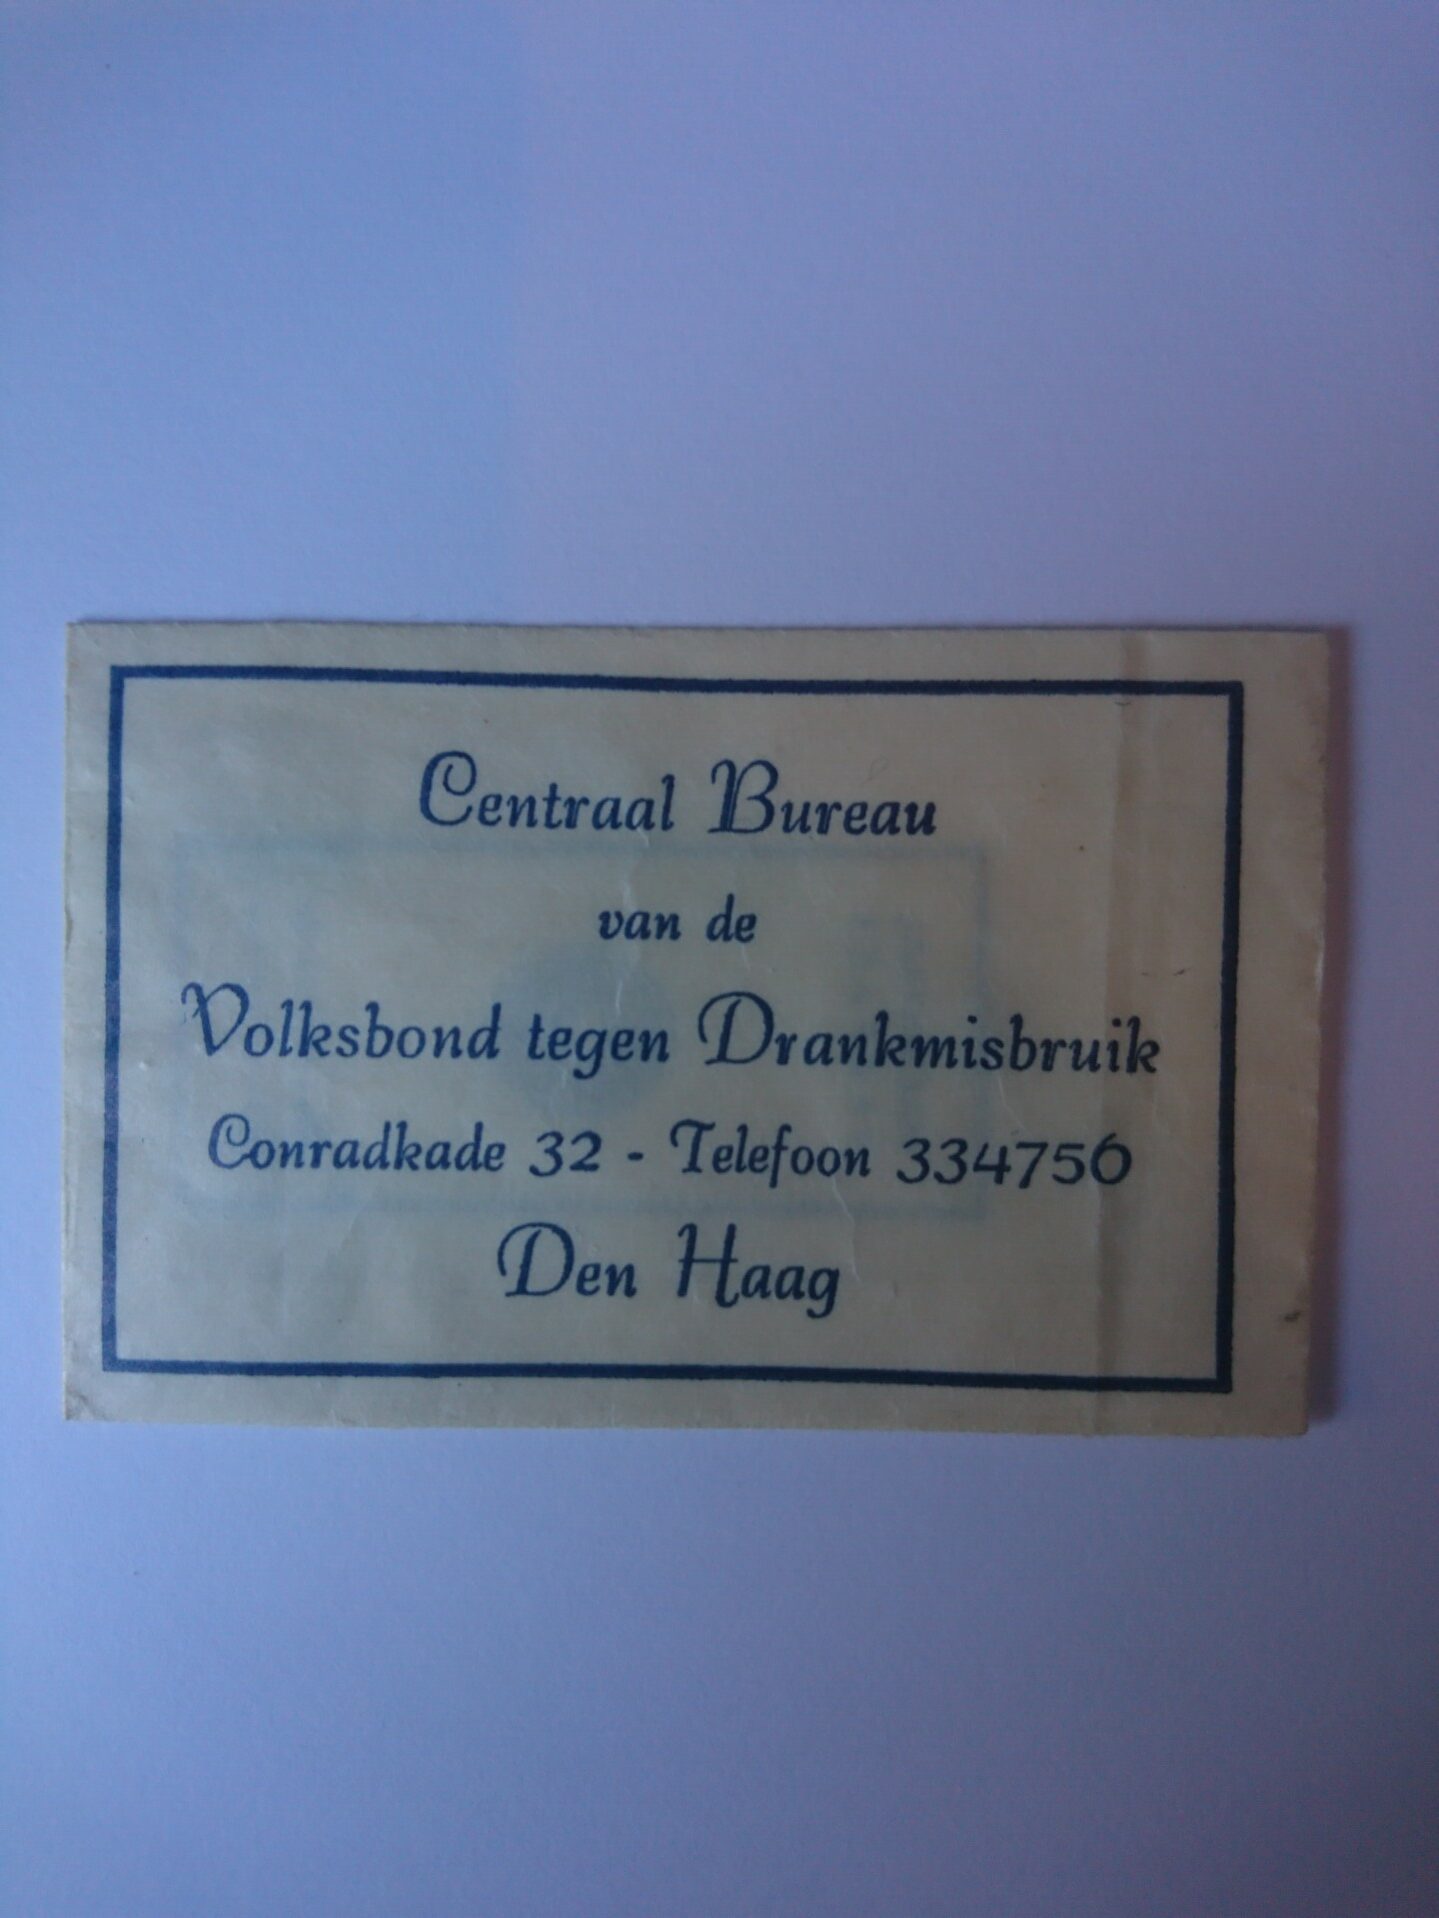 Centraal Bureau
van de
Volksbond tegen Drankmisbruik
Conradkade 32 - Telefoon 334756
Den Haag